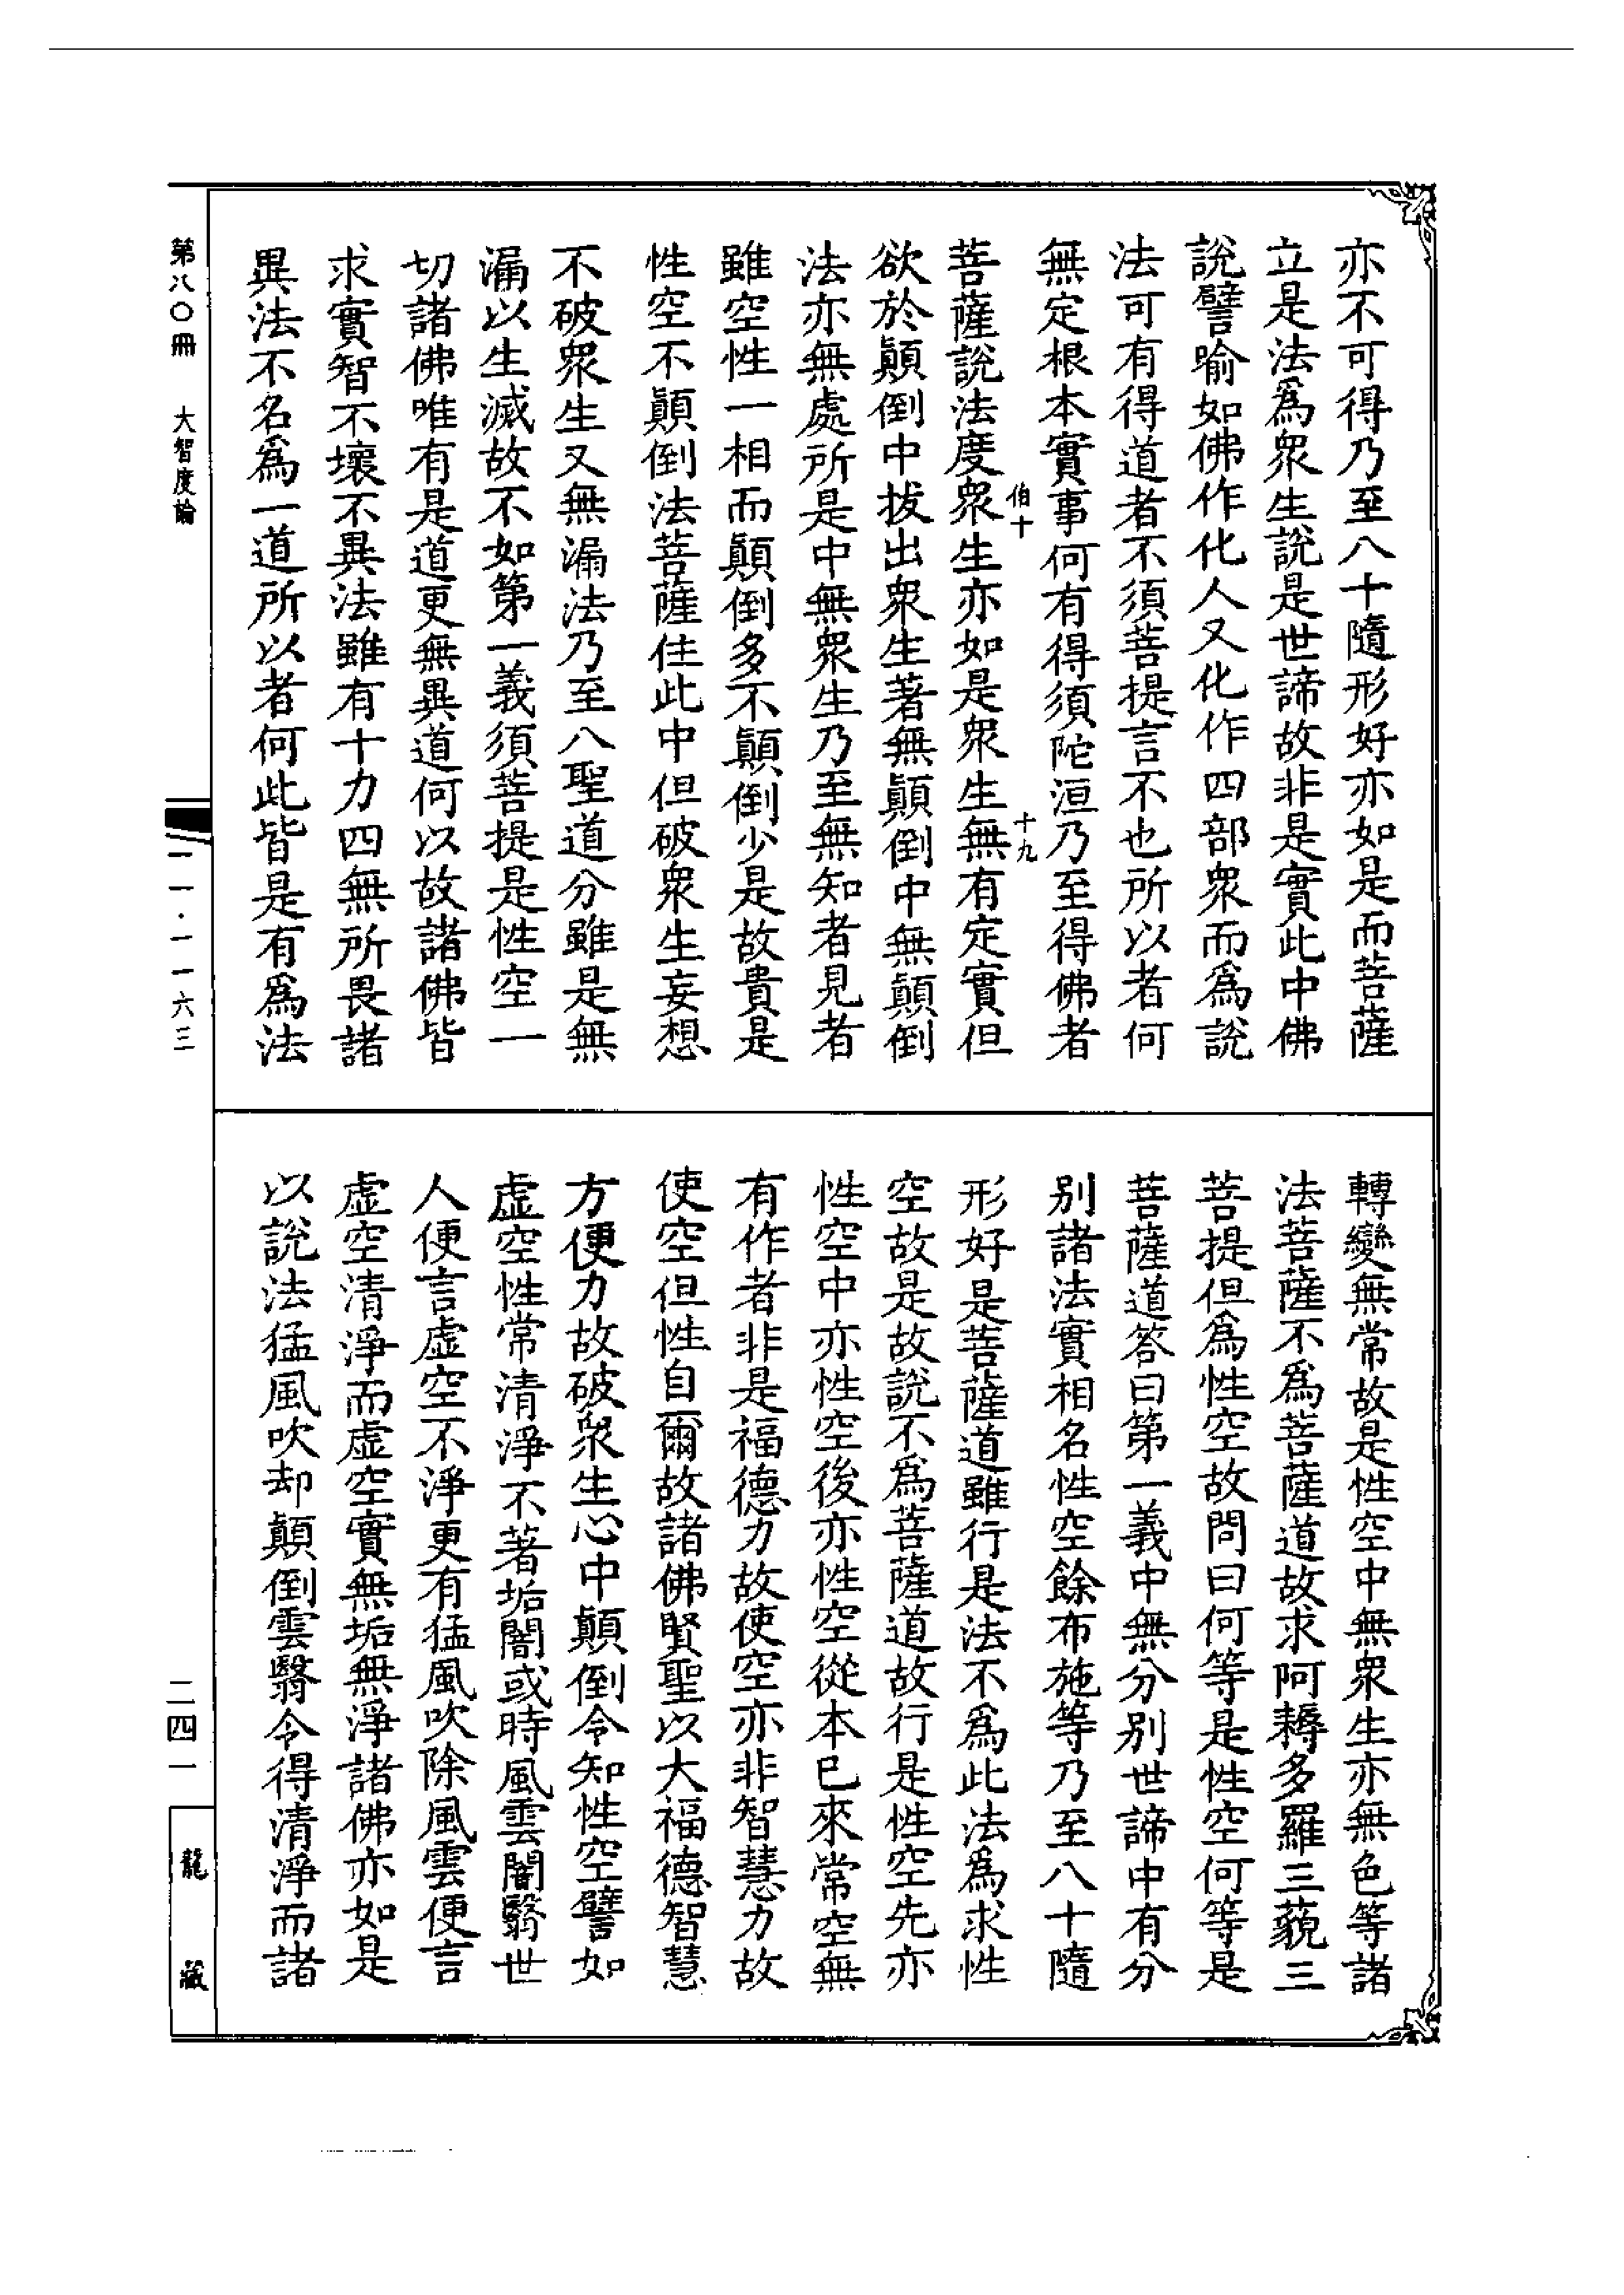 亦不可得乃至八十隨形好亦如是而菩薩
立是法爲衆生說是世諦故非是實此中佛
說譬喻如佛作化人又化作四部衆而爲說
法可有得道者不須菩提言不也所以者何
無定根本實事何有得須陀洹乃至得佛者
伯十
十九
菩薩說法度衆生亦如是衆生無有定實但
欲於顛倒中拔出衆生著無顛倒中無顛倒
法亦無處所是中無衆生乃至無知者見者
雖空性一相而顛倒多不顛倒少是故貴是
性空不顛倒法菩薩住此中但破衆生妄想
不破衆生又無漏法乃至八聖道分雖是無
漏以生滅故不如第一義須菩提是性空一
切諸佛唯有是道更無異道何以故諸佛皆
求實智不壞不異法雖有十力四無所畏諸
異法不名爲一道所以者何此皆是有爲法
轉變無常故是性空中無衆生亦無色等諸
法菩薩不爲菩薩道故求阿耨多羅三藐三
菩提但爲性空故問曰何等是性空何等是
菩薩道答曰第一義中無分別世諦中有分
別諸法實相名性空餘布施等乃至八十隨
形好是菩薩道雖行是法不爲此法爲求性
空故是故說不爲菩薩道故行是性空先亦
性空中亦性空後亦性空從本已來常空無
有作者非是福德力故使空亦非智慧力故
使空但性自爾故諸佛賢聖以大福德智慧
方便力故破衆生心中顛倒令知性空譬如
虛空性常清淨不著垢闇或時風雲闇翳世
人便言虛空不淨更有猛風吹除風雲便言
虛空清淨而虛空實無垢無淨諸佛亦如是
以說法猛風吹却顛倒雲翳令得清淨而諸
第八〇冊 大智度論
一一·一一六三
二四一
龍藏